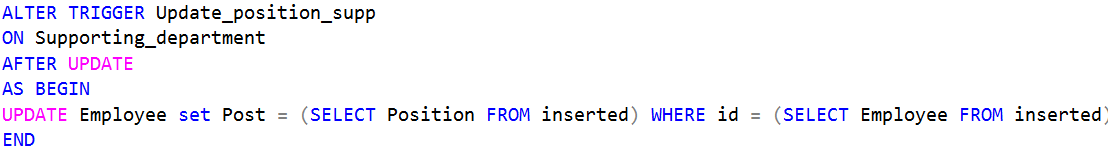 ALTER TRIGGER Update_position_supp
ON Supporting_department
AFTER UPDATE
AS BEGIN
UPDATE Employee set Post = (SELECT Position FROM inserted) WHERE id = (SELECT Employee FROM inserted)
END